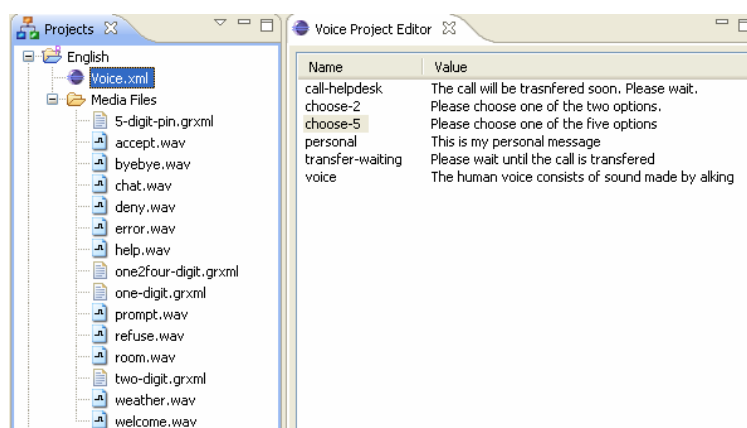 Projects
English
Voice.xml
Media Files
5-digit-pin.grxml
accept.wav
byebye.wav
chat.wav
deny.wav
error.wav
help.wav
one2four-digit.grxml
one-digit.grxml
prompt.wav
refuse.wav
room.wav
two-digit.grxml
weather.wav
welcome.wav
Voice Project Editor
Name Value
call-helpdesk The call will be trasnfered soon. Please wait.
choose-2 Please choose one of the two options.
choose-5 Please choose one of the five options
personal This is my personal message
transfer-waiting Please wait until the call is transfered
voice The human voice consists of sound made by alking